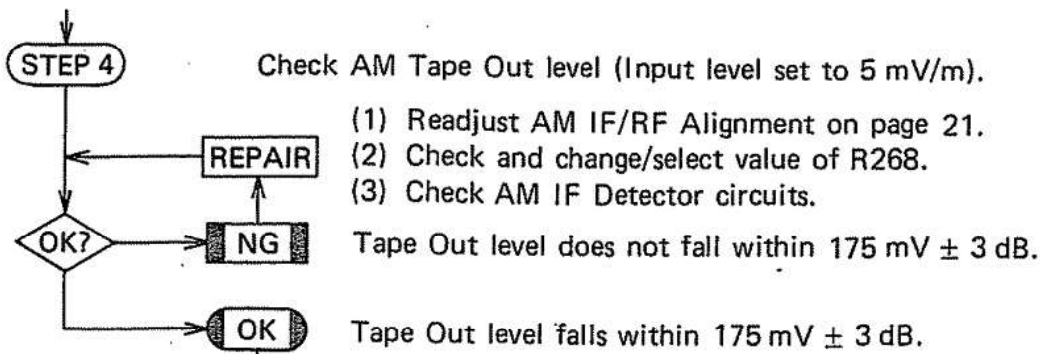 STEP 4
Check AM Tape Out level (Input level set to 5 mV/m).
(1) Readjust AM IF/RF Alignment on page 21.
REPAIR
(2) Check and change/select value of R268.
(3) Check AM IF Detector circuits.
OK?
NG
Tape Out level does not fall within 175 mV ± 3 dB.
OK
Tape Out level falls within 175 mV ± 3 dB.